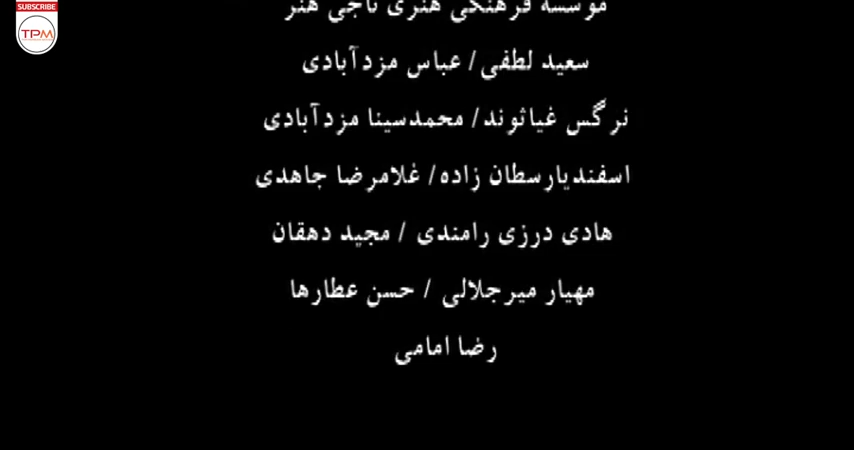 SUBSCRIBE
TPM
موسسه فرهنگی هنری تاجی هنر
سعید لطفی/ عباس مزدآبادی
نرگس غیاثوند/ محمدسینا مزدآبادی
اسفندیارسطان زاده/ غلامرضا جاهدی
هادی درزی رامندی / مجید دهقان
مهیار میرجلالی / حسن عطارها
رضا امامی